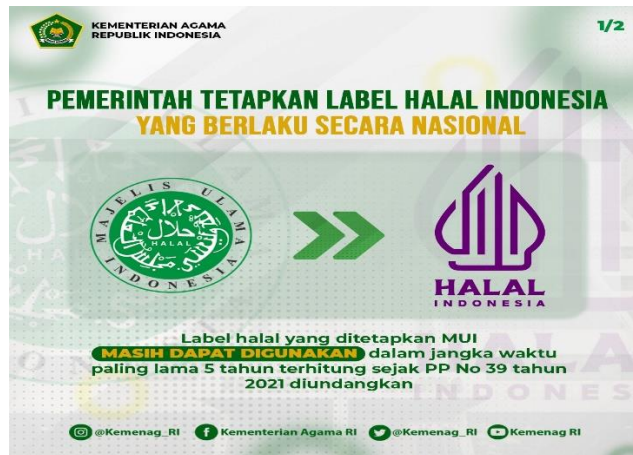 KEMENTERIAN AGAMA
REPUBLIK INDONESIA
1/2
PEMERINTAH TETAPKAN LABEL HALAL INDONESIA
YANG BERLAKU SECARA NASIONAL
MAJELIS ULAMA
حلال
HALAL
INDONESIA
HALAL
INDONESIA
Label halal yang ditetapkan MUI
MASIH DAPAT DIGUNAKAN dalam jangka waktu
paling lama 5 tahun terhitung sejak PP No 39 tahun
2021 diundangkan
@Kemenag_RI Kementerian Agama RI @Kemenag_RI Kemenag RI